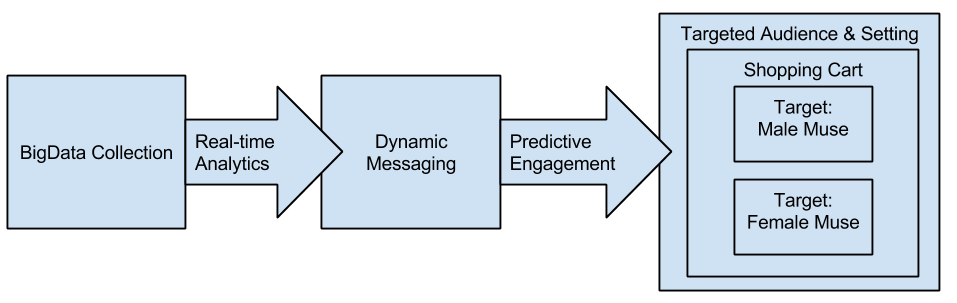 BigData Collection
Real-time
Analytics
Dynamic
Messaging
Predictive
Engagement
Targeted Audience & Setting
Shopping Cart
Target:
Male Muse
Target:
Female Muse